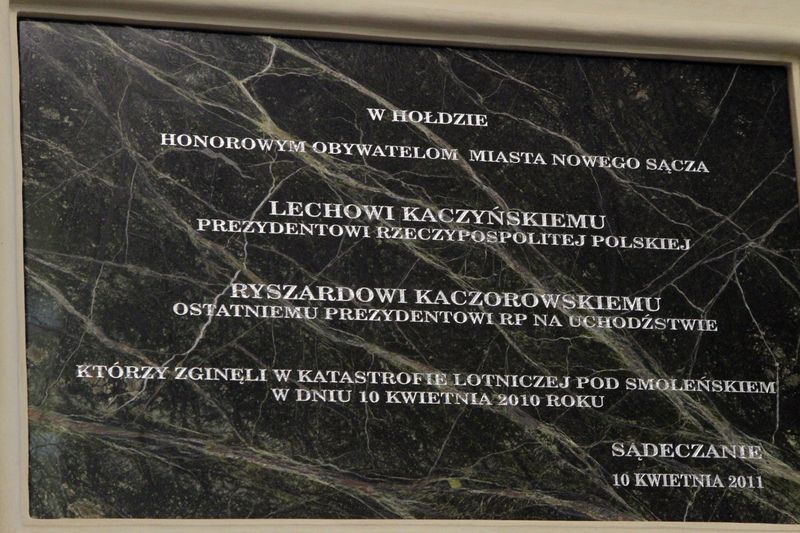 W HOŁDZIE
HONOROWYM OBYWATELOM MIASTA NOWEGO SĄCZA
LECHOWI KACZYŃSKIEMU
PREZYDENTOWI RZECZYPOSPOLITEJ POLSKIEJ
RYSZARDOWI KACZOROWSKIEMU
OSTATNIEMU PREZYDENTOWI RP NA UCHODŹSTWIE
KTÓRZY ZGINĘLI W KATASTROFIE LOTNICZEJ POD SMOLEŃSKIEM
W DNIU 10 KWIETNIA 2010 ROKU
SĄDECZANIE
10 KWIETNIA 2011